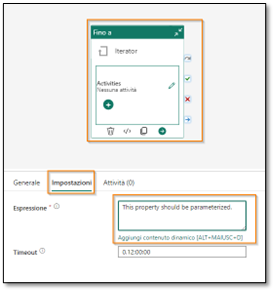 Fino a
Iterator
Activities
Nessuna attività
Generale
Impostazioni
Attività (0)
Espressione *
This property should be parameterized.
Aggiungi contenuto dinamico [ALT+MAIUSC+D]
Timeout
0.12:00:00